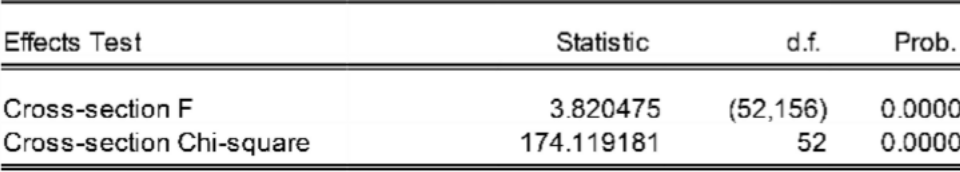 Effects Test Statistic d.f. Prob.
Cross-section F 3.820475 (52,156) 0.0000
Cross-section Chi-square 174.119181 52 0.0000